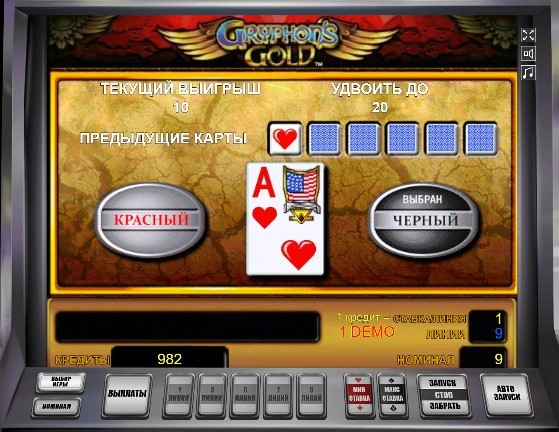 GRYPHON'S
GOLD™
ТЕКУЩИЙ ВЫИГРЫШ
10
УДВОИТЬ ДО
20
ПРЕДЫДУЩИЕ КАРТЫ
A
КРАСНЫЙ
ВЫБРАН
ЧЕРНЫЙ
1 кредит =
1 DEMO
СТАВКА/ЛИНИЯ
1
ЛИНИИ
9
КРЕДИТЫ
982
НОМИНАЛ
9
ВЫБОР
ИГРЫ
НОМИНАЛ
ВЫПЛАТЫ
1
ЛИНИЯ
3
ЛИНИИ
5
ЛИНИЙ
7
ЛИНИЙ
9
ЛИНИЙ
МИН
СТАВКА
МАКС
СТАВКА
ЗАПУСК
СТОП
ЗАБРАТЬ
АВТО
ЗАПУСК